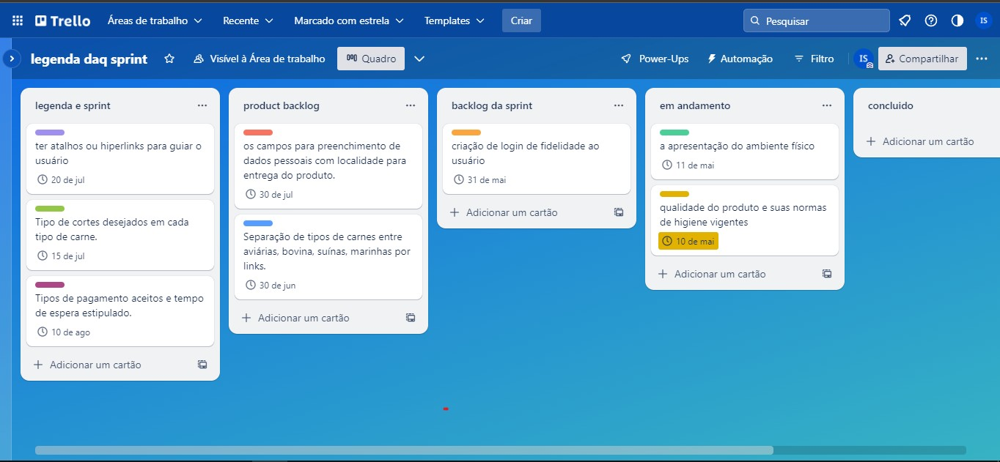 Trello
Áreas de trabalho
Recente
Marcado com estrela
Templates
Criar
Pesquisar
IS
legenda daq sprint
Visível à Área de trabalho
Quadro
Power-Ups
Automação
Filtro
IS
Compartilhar
legenda e sprint
ter atalhos ou hiperlinks para guiar o
usuário
20 de jul
Tipo de cortes desejados em cada
tipo de carne.
15 de jul
Tipos de pagamento aceitos e tempo
de espera estipulado.
10 de ago
+ Adicionar um cartão
product backlog
os campos para preenchimento de
dados pessoais com localidade para
entrega do produto.
30 de jul
Separação de tipos de carnes entre
aviárias, bovina, suínas, marinhas por
links.
30 de jun
+ Adicionar um cartão
backlog da sprint
criação de login de fidelidade ao
usuário
31 de mai
+ Adicionar um cartão
em andamento
a apresentação do ambiente físico
11 de mai
qualidade do produto e suas normas
de higiene vigentes
10 de mai
+ Adicionar um cartão
concluido
+ Adicionar um cartão